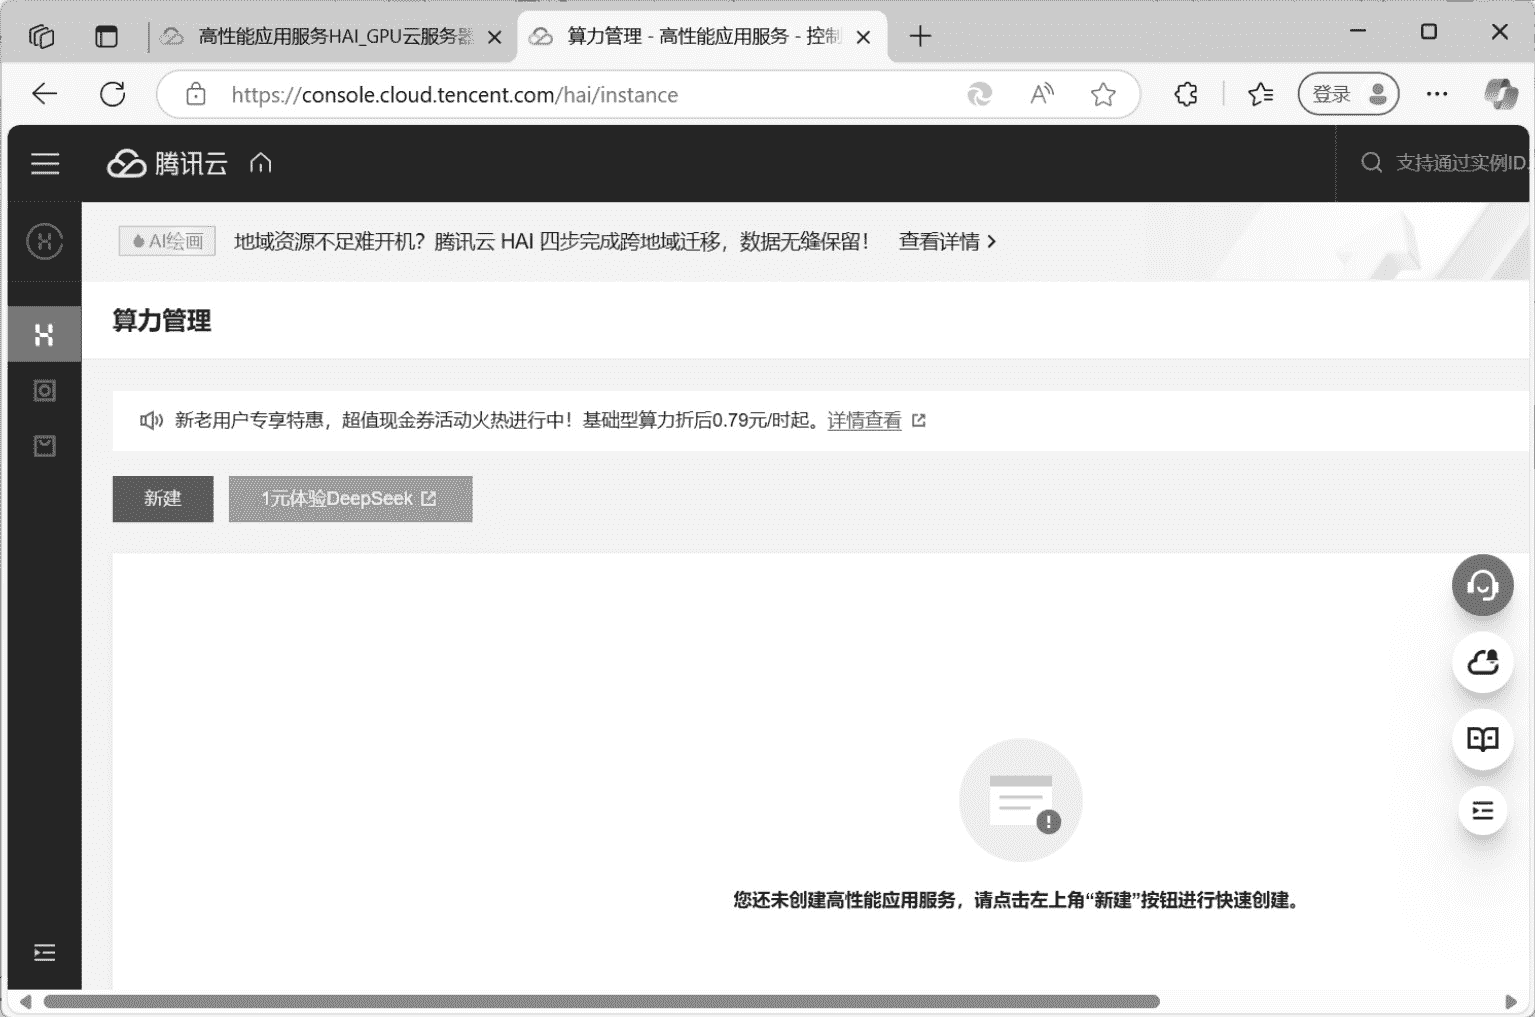 高性能应用服务HAI_GPU云服务器
算力管理 - 高性能应用服务 - 控制
https://console.cloud.tencent.com/hai/instance
登录
腾讯云
支持通过实例ID
AI绘画
地域资源不足难开机？腾讯云 HAI 四步完成跨地域迁移，数据无缝保留！
查看详情
算力管理
新老用户专享特惠，超值现金券活动火热进行中！基础型算力折后0.79元/时起。详情查看
新建
1元体验DeepSeek
您还未创建高性能应用服务，请点击左上角“新建”按钮进行快速创建。